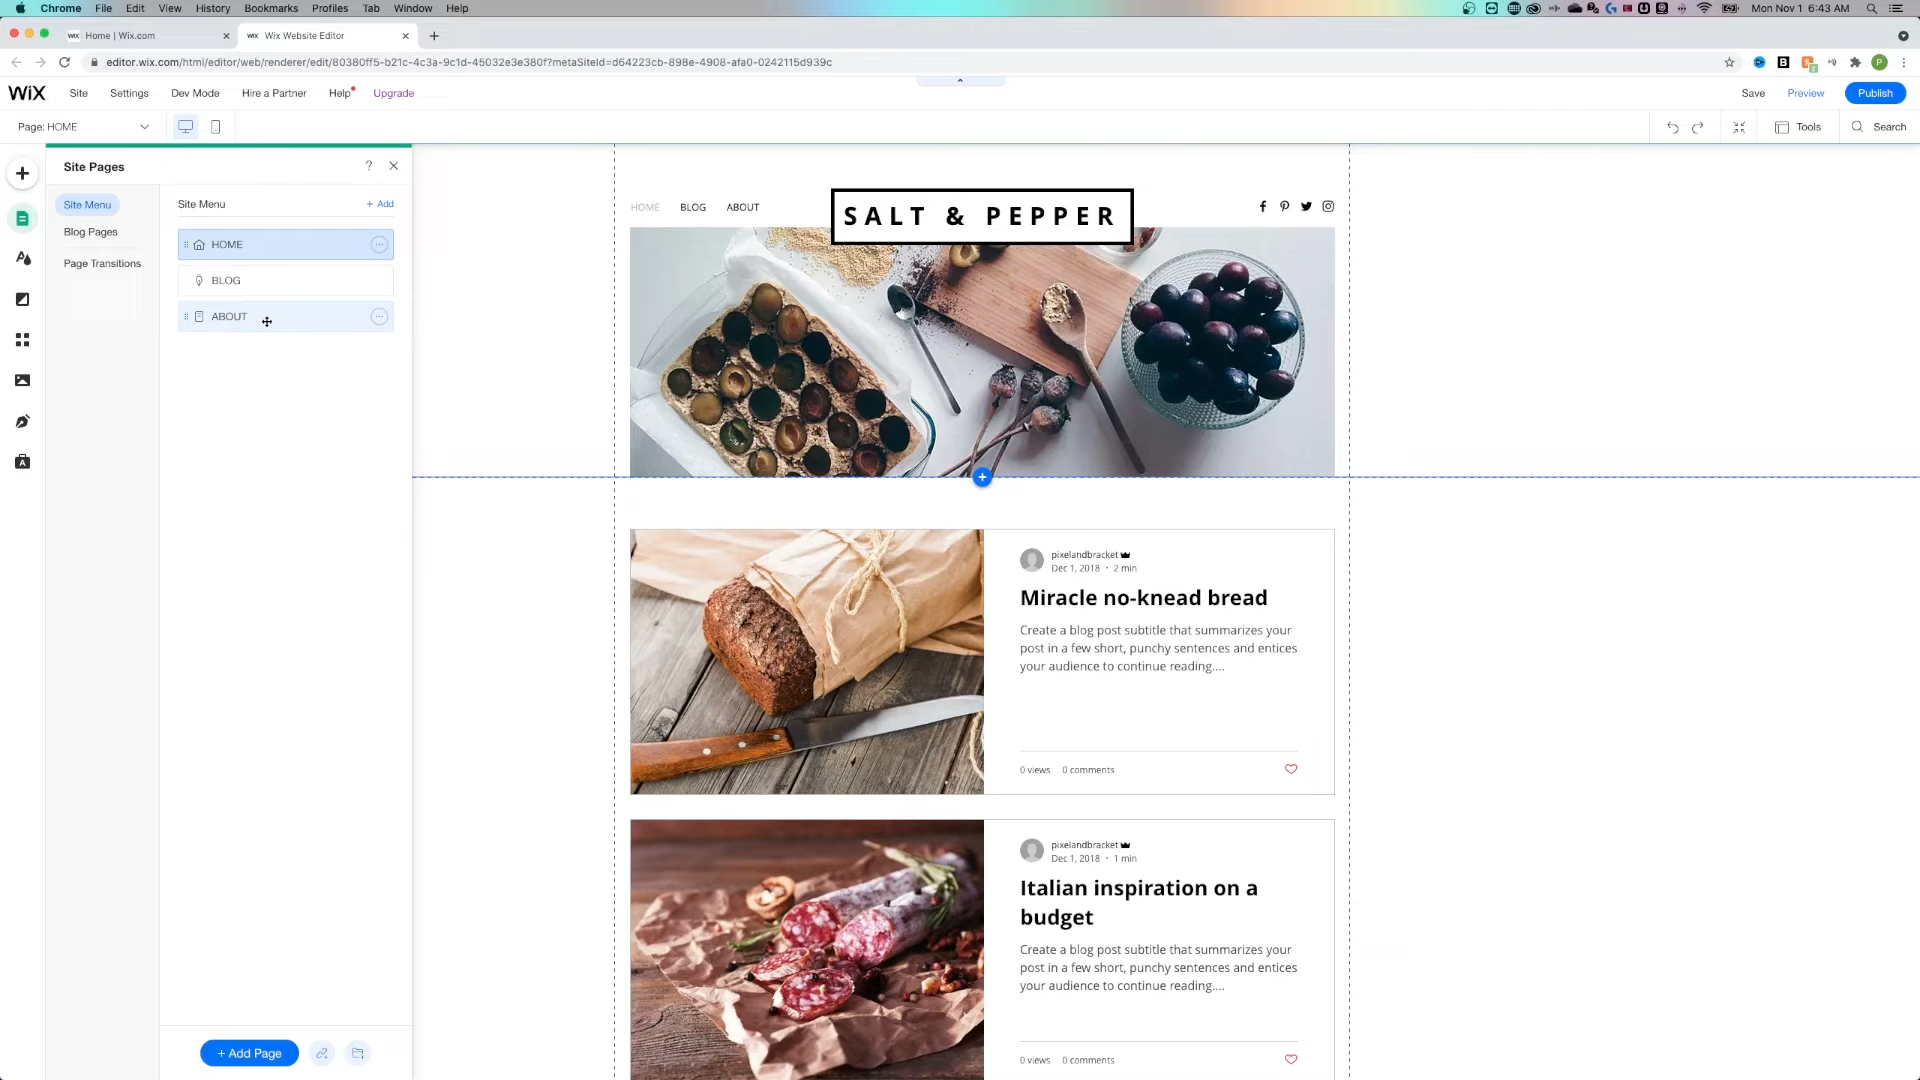 Chrome File Edit View History Bookmarks Profiles Tab Window Help Mon Nov 1 6:43 AM
WiX Home | Wix.com
WiX Wix Website Editor
editor.wix.com/html/editor/web/renderer/edit/80380ff5-b21c-4c3a-9c1d-45032e3e380f?metaSiteId=d64223cb-898e-4908-afa0-0242115d939c
WiX Site Settings Dev Mode Hire a Partner Help Upgrade Save Preview Publish
Page: HOME Tools Search
Site Pages ?
Site Menu
Blog Pages
Page Transitions
Site Menu + Add
HOME
BLOG
ABOUT
+ Add Page
HOME BLOG ABOUT
SALT & PEPPER
pixelandbracket
Dec 1, 2018 · 2 min
Miracle no-knead bread
Create a blog post subtitle that summarizes your
post in a few short, punchy sentences and entices
your audience to continue reading....
0 views 0 comments
pixelandbracket
Dec 1, 2018 · 1 min
Italian inspiration on a
budget
Create a blog post subtitle that summarizes your
post in a few short, punchy sentences and entices
your audience to continue reading....
0 views 0 comments